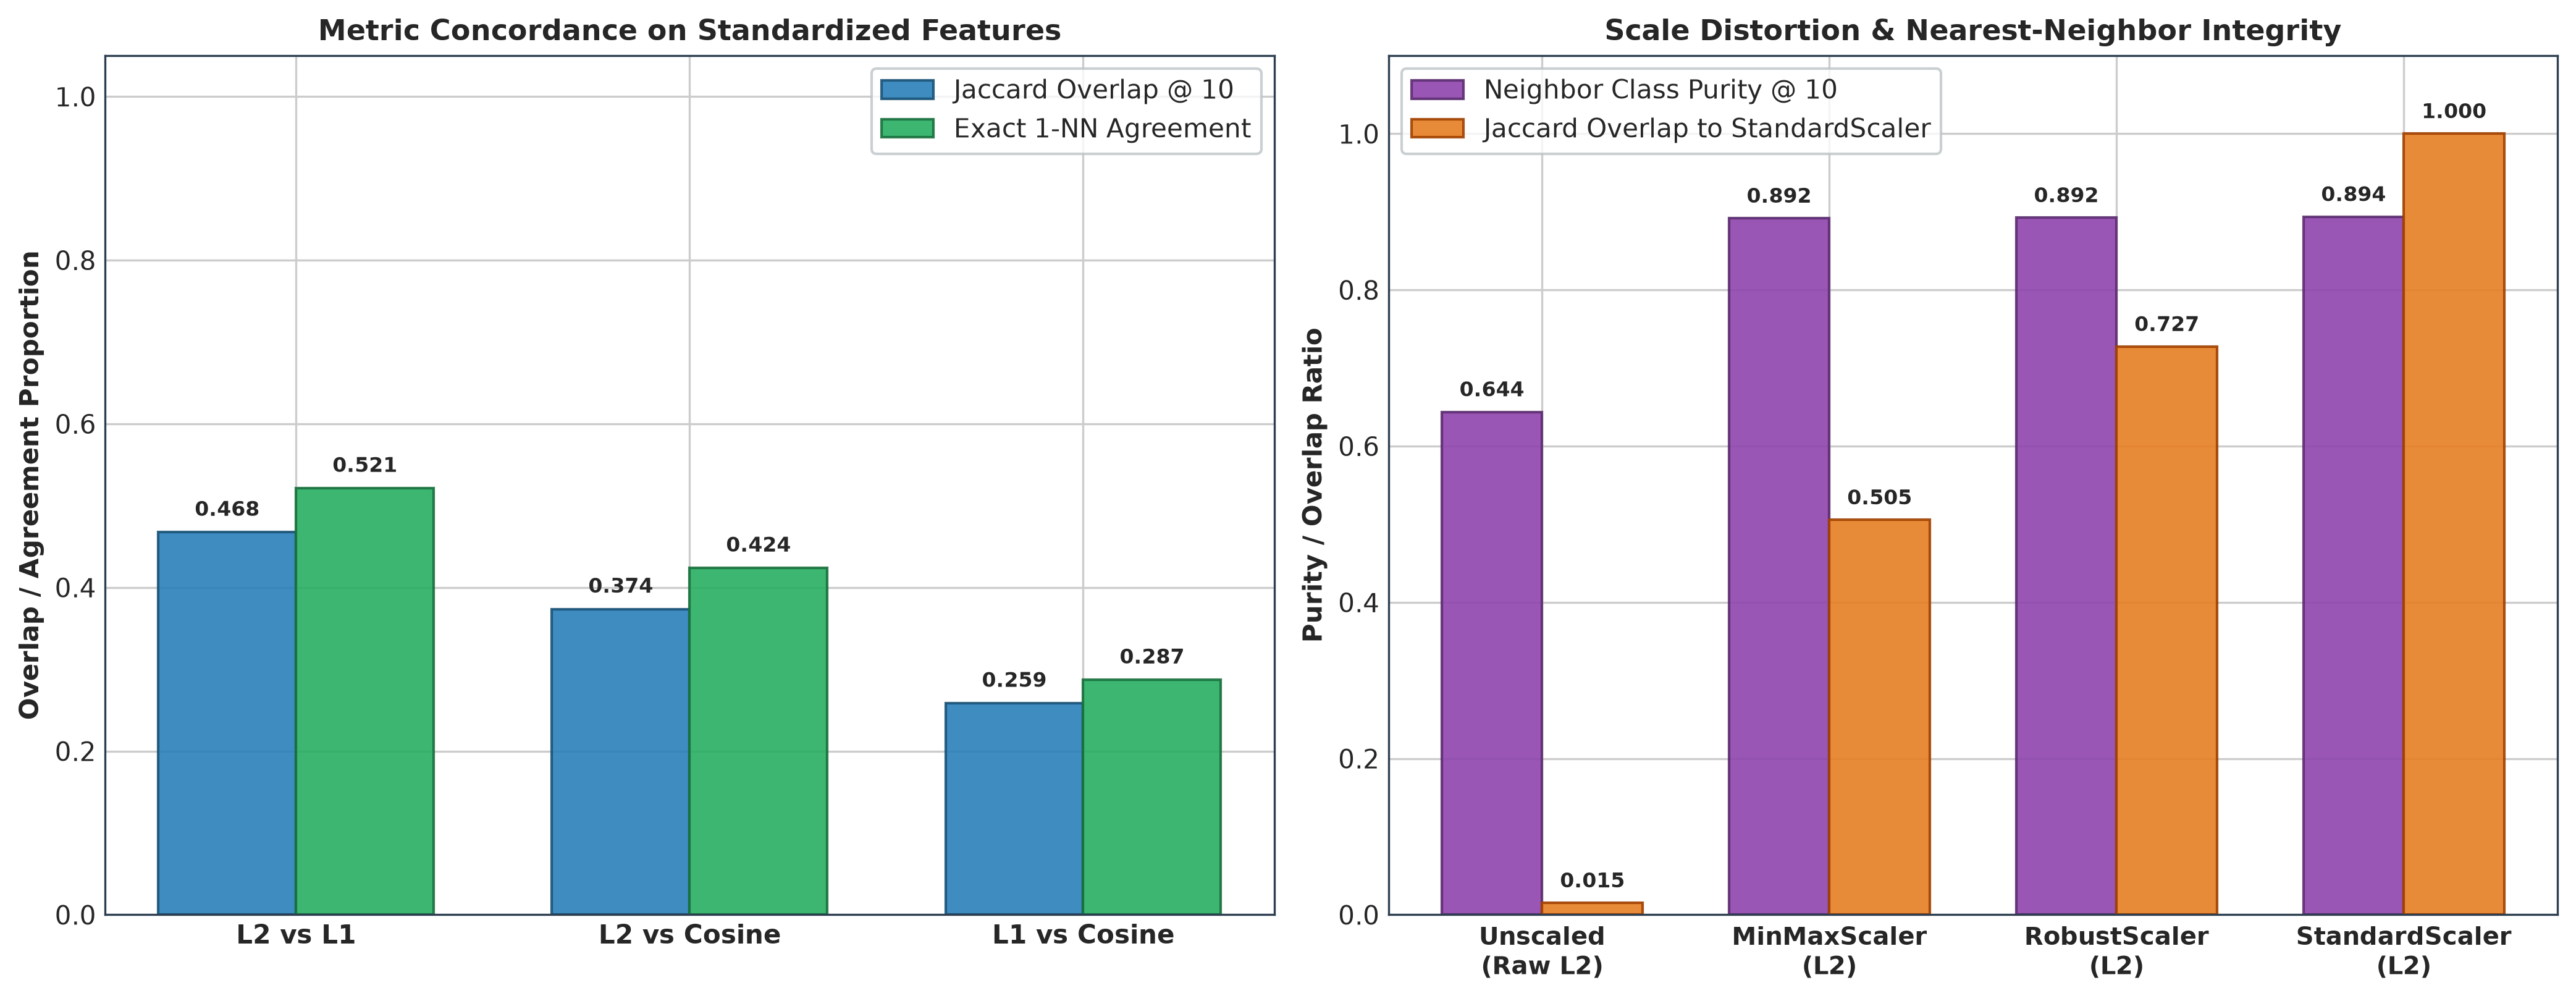 Metric Concordance on Standardized Features
Overlap / Agreement Proportion
1.0
0.8
0.6
0.4
0.2
0.0
Jaccard Overlap @ 10
Exact 1-NN Agreement
0.468
0.521
0.374
0.424
0.259
0.287
L2 vs L1
L2 vs Cosine
L1 vs Cosine
Scale Distortion & Nearest-Neighbor Integrity
Purity / Overlap Ratio
1.0
0.8
0.6
0.4
0.2
0.0
Neighbor Class Purity @ 10
Jaccard Overlap to StandardScaler
0.644
0.015
0.892
0.505
0.892
0.727
0.894
1.000
Unscaled
(Raw L2)
MinMaxScaler
(L2)
RobustScaler
(L2)
StandardScaler
(L2)